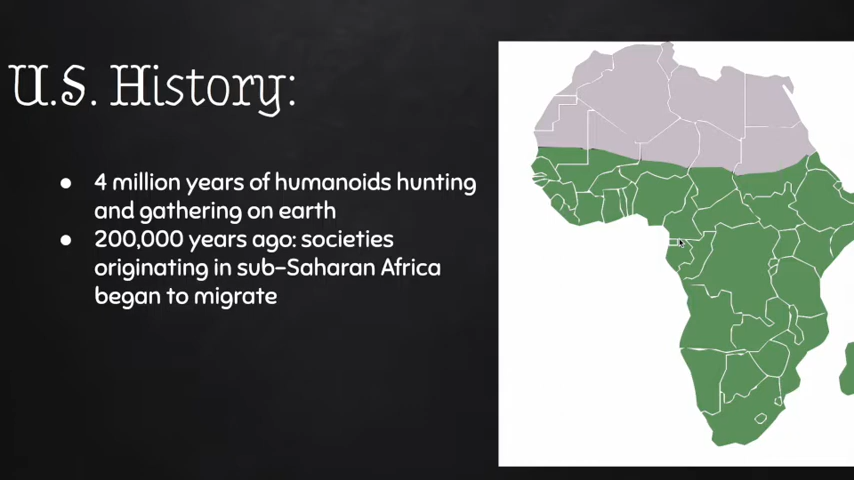 U.S. History:
● 4 million years of humanoids hunting
and gathering on earth
● 200,000 years ago: societies
originating in sub-Saharan Africa
began to migrate